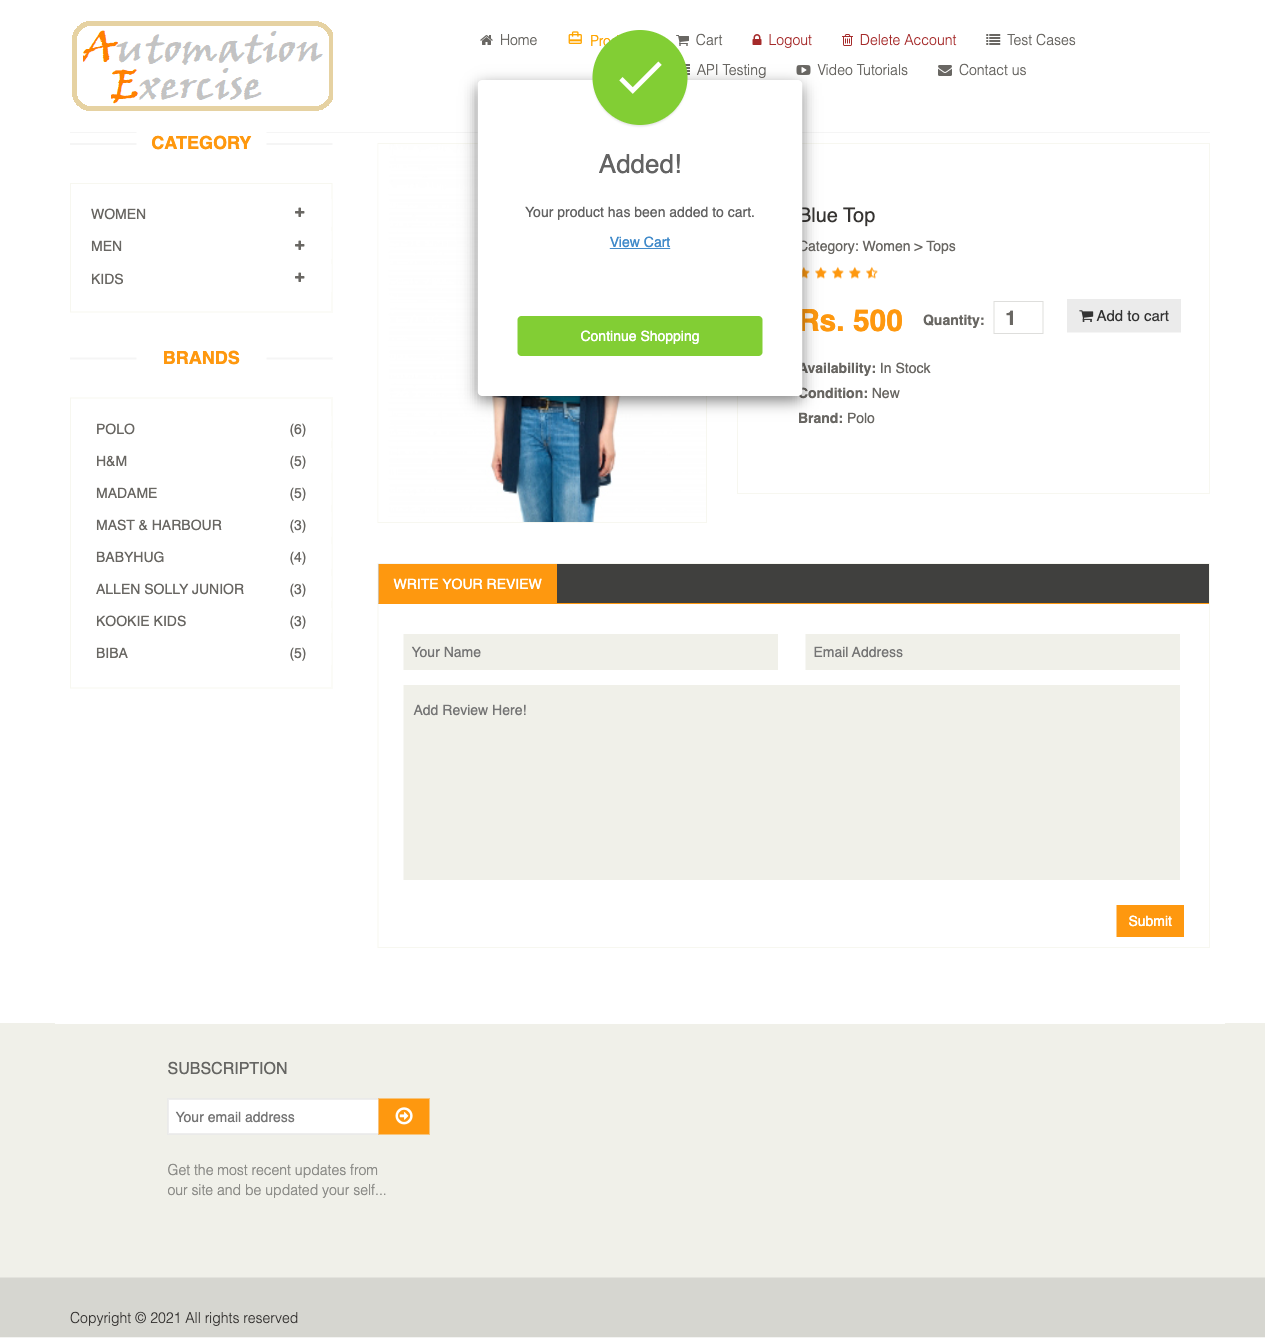 Automation
Exercise
Home
Cart
Logout
Delete Account
Test Cases
API Testing
Video Tutorials
Contact us
CATEGORY
WOMEN
MEN
KIDS
BRANDS
POLO (6)
H&M (5)
MADAME (5)
MAST & HARBOUR (3)
BABYHUG (4)
ALLEN SOLLY JUNIOR (3)
KOOKIE KIDS (3)
BIBA (5)
Added!
Your product has been added to cart.
View Cart
Continue Shopping
Blue Top
Category: Women > Tops
Rs. 500 Quantity: 1 Add to cart
Availability: In Stock
Condition: New
Brand: Polo
WRITE YOUR REVIEW
Your Name
Email Address
Add Review Here!
Submit
SUBSCRIPTION
Your email address
Get the most recent updates from
our site and be updated your self...
Copyright © 2021 All rights reserved